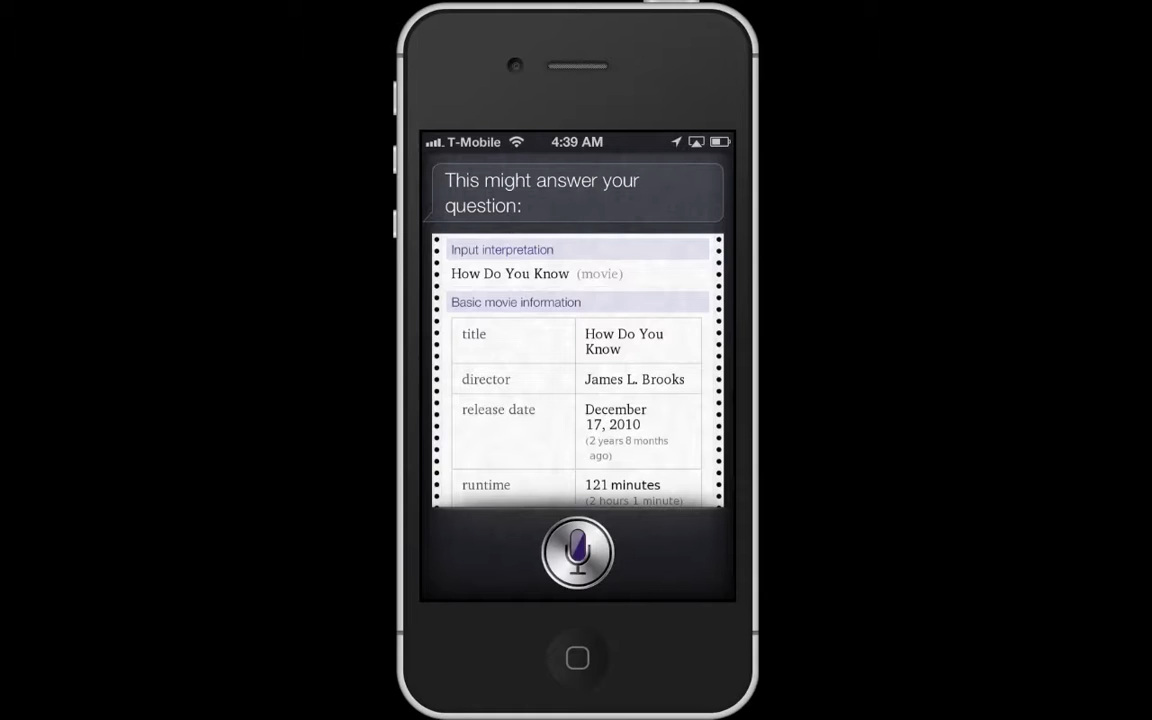 T-Mobile 4:39 AM
This might answer your
question:
Input interpretation
How Do You Know (movie)
Basic movie information
title How Do You
Know
director James L. Brooks
release date December
17, 2010
(2 years 8 months
ago)
runtime 121 minutes
(2 hours 1 minute)